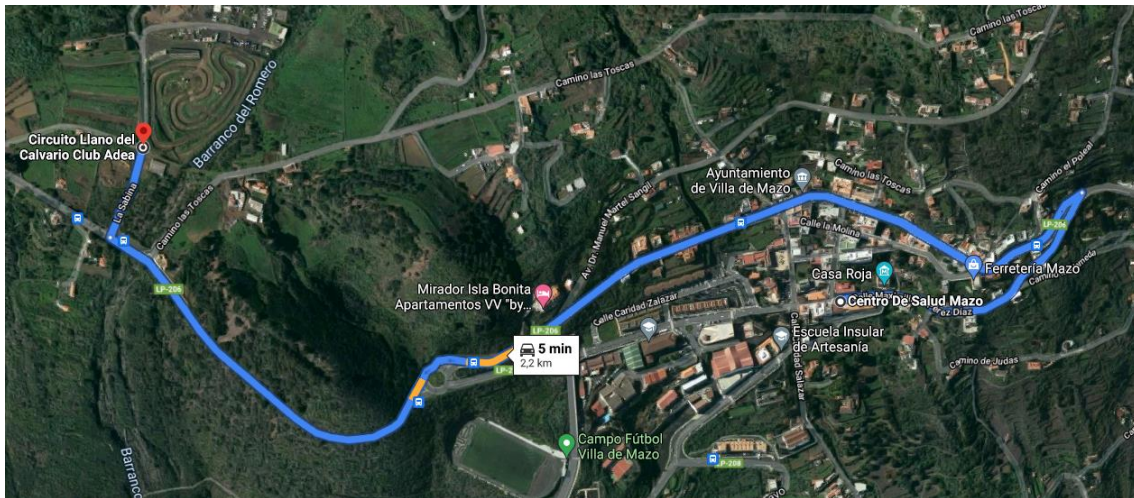 Camino las Toscas
Circuito Llano del
Calvario Club Adea
Barranco del Romero
Camino las Toscas
La Sabina
Camino las Toscas
LP-206
Av. Dr. Manuel Martel Sangil
Ayuntamiento
de Villa de Mazo
Camino las Toscas
Camino el Poleal
LP-206
Calle la Molina
Ferretería Mazo
Casa Roja
Centro De Salud Mazo
Mirador Isla Bonita
Apartamentos VV "by...
Calle Caridad Zalazar
LP-206
5 min
2,2 km
Escuela Insular
de Artesanía
Camino de Judas
Campo Fútbol
Villa de Mazo
LP-206
Barranco